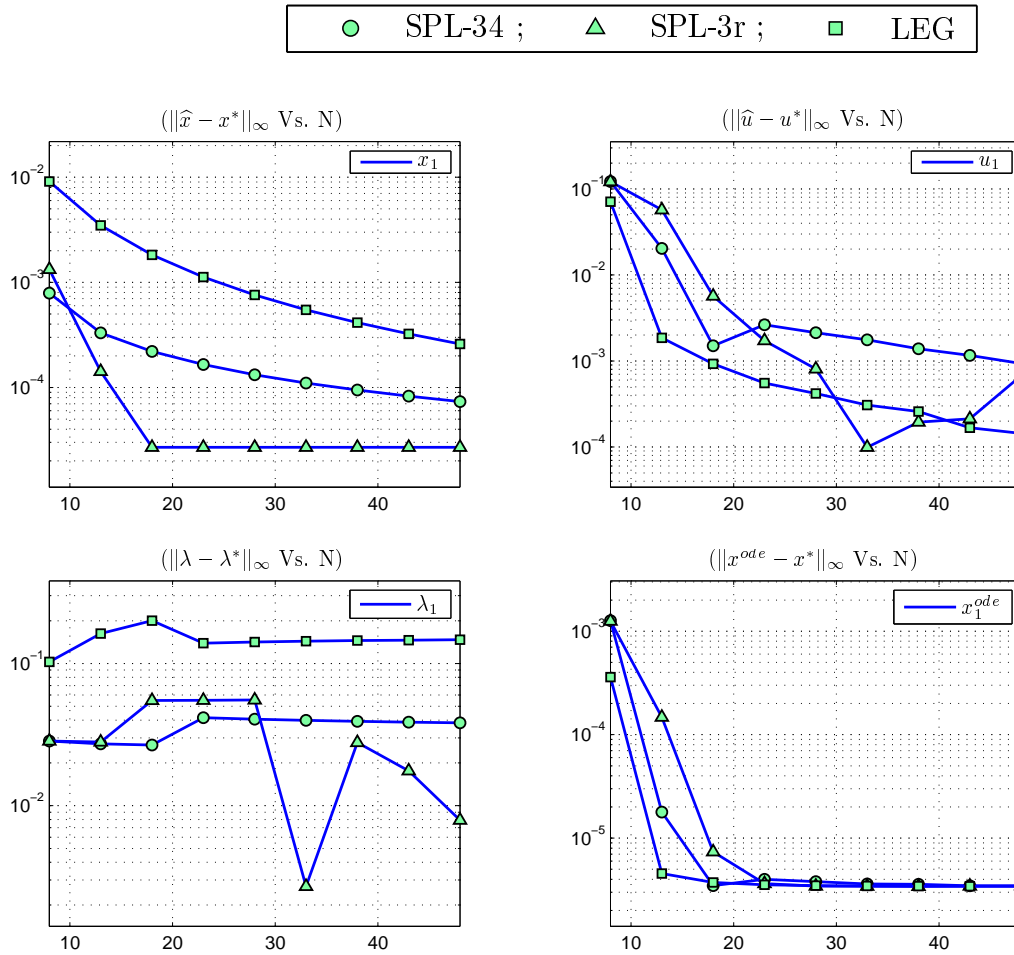 SPL-34 ; SPL-3r ; LEG
(||x̂ − x*||∞ Vs. N)
x₁
10⁻²
10⁻³
10⁻⁴
10 20 30 40
(||û − u*||∞ Vs. N)
u₁
10⁻¹
10⁻²
10⁻³
10⁻⁴
10 20 30 40
(||λ − λ*||∞ Vs. N)
λ₁
10⁻¹
10⁻²
10 20 30 40
(||x^{ode} − x*||∞ Vs. N)
x₁^{ode}
10⁻³
10⁻⁴
10⁻⁵
10 20 30 40